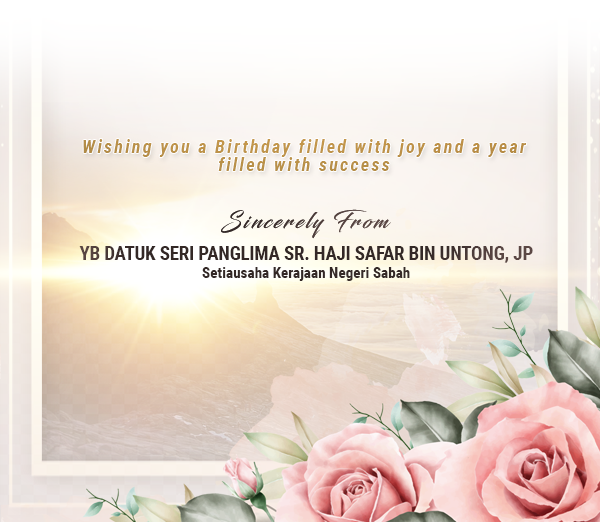 Wishing you a Birthday filled with joy and a year
filled with success
Sincerely From
YB DATUK SERI PANGLIMA SR. HAJI SAFAR BIN UNTONG, JP
Setiausaha Kerajaan Negeri Sabah